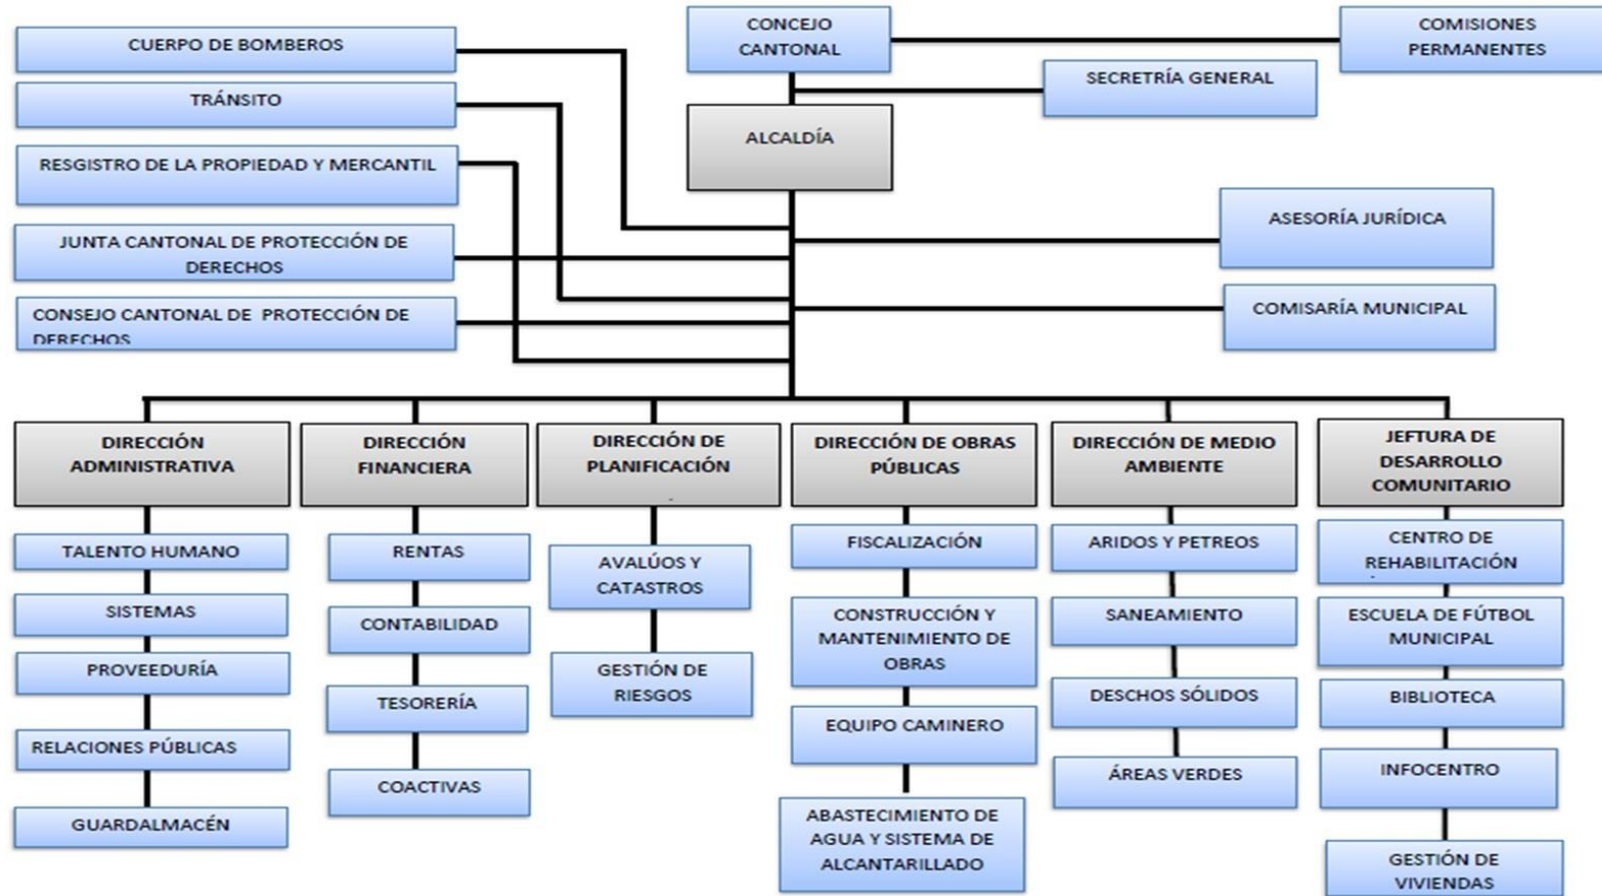 CONCEJO
CANTONAL
COMISIONES
PERMANENTES
CUERPO DE BOMBEROS
SECRETRÍA GENERAL
TRÁNSITO
ALCALDÍA
RESGISTRO DE LA PROPIEDAD Y MERCANTIL
ASESORÍA JURÍDICA
JUNTA CANTONAL DE PROTECCIÓN DE
DERECHOS
CONSEJO CANTONAL DE PROTECCIÓN DE
DERECHOS
COMISARÍA MUNICIPAL
DIRECCIÓN
ADMINISTRATIVA
TALENTO HUMANO
SISTEMAS
PROVEEDURÍA
RELACIONES PÚBLICAS
GUARDALMACÉN
DIRECCIÓN
FINANCIERA
RENTAS
CONTABILIDAD
TESORERÍA
COACTIVAS
DIRECCIÓN DE
PLANIFICACIÓN
AVALÚOS Y
CATASTROS
GESTIÓN DE
RIESGOS
DIRECCIÓN DE OBRAS
PÚBLICAS
FISCALIZACIÓN
CONSTRUCCIÓN Y
MANTENIMIENTO DE
OBRAS
EQUIPO CAMINERO
ABASTECIMIENTO DE
AGUA Y SISTEMA DE
ALCANTARILLADO
DIRECCIÓN DE MEDIO
AMBIENTE
ARIDOS Y PETREOS
SANEAMIENTO
DESCHOS SÓLIDOS
ÁREAS VERDES
JEFTURA DE
DESARROLLO
COMUNITARIO
CENTRO DE
REHABILITACIÓN
ESCUELA DE FÚTBOL
MUNICIPAL
BIBLIOTECA
INFOCENTRO
GESTIÓN DE
VIVIENDAS